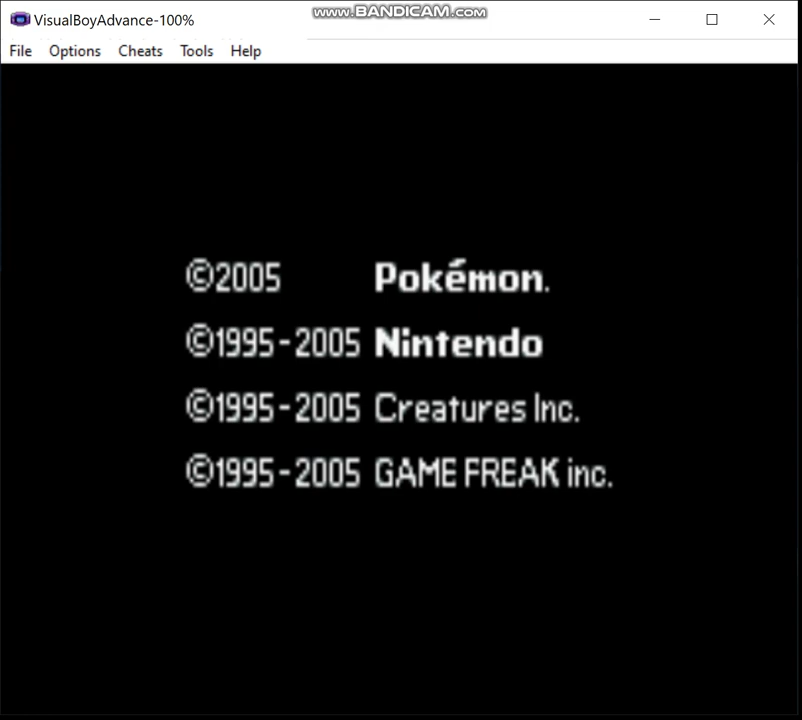 www.BANDICAM.com
VisualBoyAdvance-100%
File Options Cheats Tools Help
©2005 Pokémon.
©1995-2005 Nintendo
©1995-2005 Creatures Inc.
©1995-2005 GAME FREAK inc.